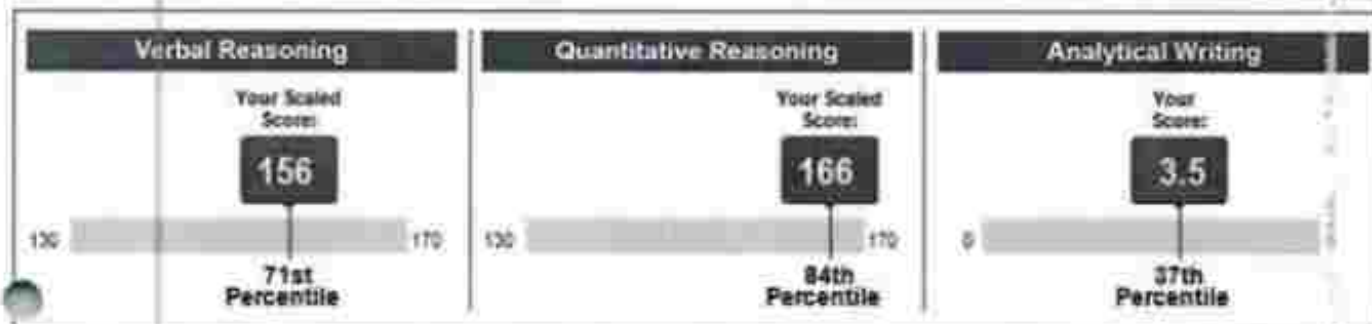 Verbal Reasoning
Your Scaled
Score:
156
130
170
71st
Percentile
Quantitative Reasoning
Your Scaled
Score:
166
130
170
84th
Percentile
Analytical Writing
Your
Score:
3.5
0
37th
Percentile